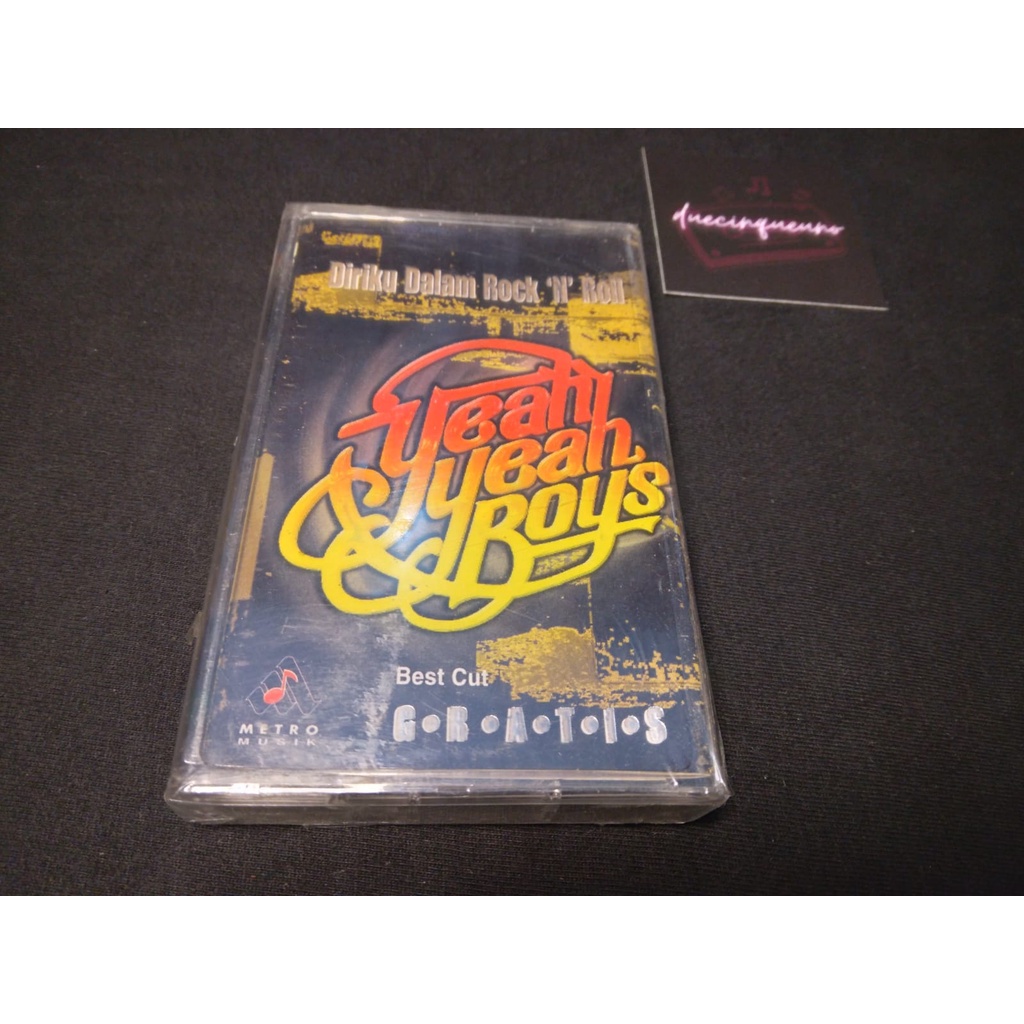 Diriku Dalam Rock 'N' Roll
Yeah
Yeah
& Boys
Best Cut
G•R•A•T•I•S
METRO
MUSIK
duecinqueuno